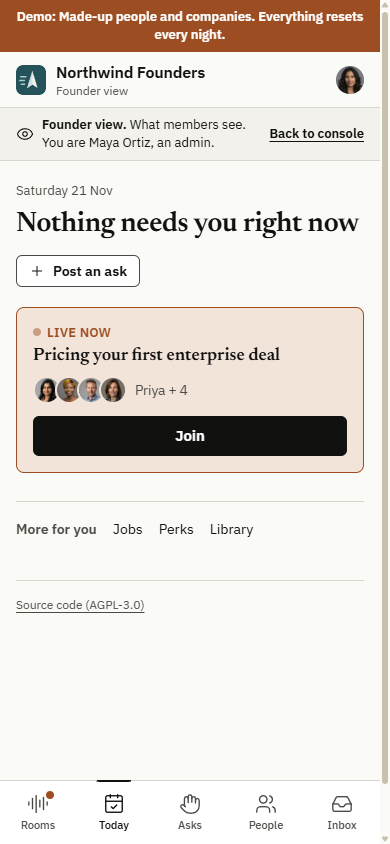 Demo: Made-up people and companies. Everything resets
every night.
Northwind Founders
Founder view
Founder view. What members see.
You are Maya Ortiz, an admin.
Back to console
Saturday 21 Nov
Nothing needs you right now
Post an ask
LIVE NOW
Pricing your first enterprise deal
Priya + 4
Join
More for you Jobs Perks Library
Source code (AGPL-3.0)
Rooms Today Asks People Inbox